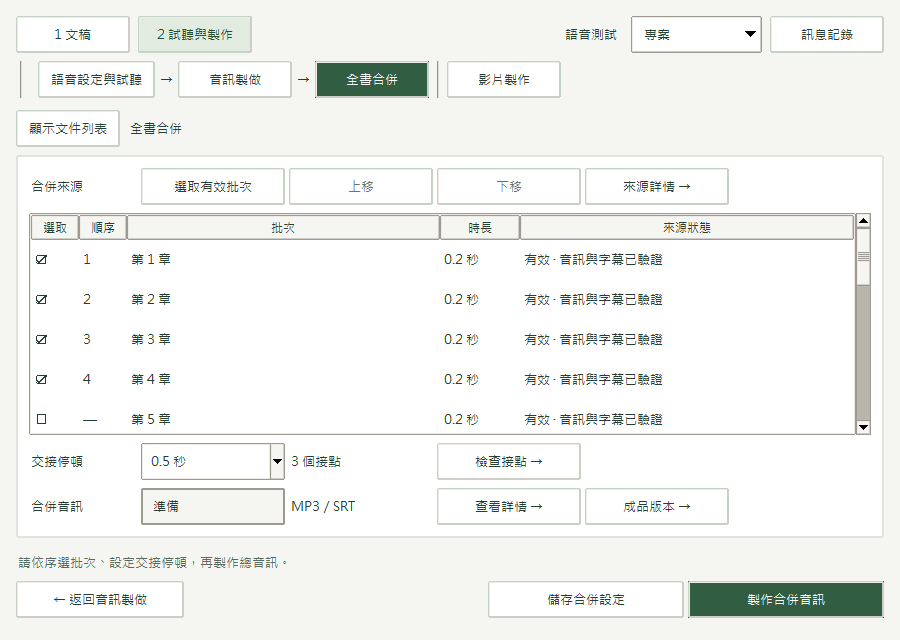 1 文稿 2 試聽與製作 語音測試 專案 訊息記錄
語音設定與試聽 → 音訊製做 → 全書合併 影片製作
顯示文件列表 全書合併
合併來源 選取有效批次 上移 下移 來源詳情 →
選取 順序 批次 時長 來源狀態
1 第 1 章 0.2 秒 有效 · 音訊與字幕已驗證
2 第 2 章 0.2 秒 有效 · 音訊與字幕已驗證
3 第 3 章 0.2 秒 有效 · 音訊與字幕已驗證
4 第 4 章 0.2 秒 有效 · 音訊與字幕已驗證
— 第 5 章 0.2 秒 有效 · 音訊與字幕已驗證
交接停頓 0.5 秒 3 個接點 檢查接點 →
合併音訊 準備 MP3 / SRT 查看詳情 → 成品版本 →
請依序選批次、設定交接停頓，再製作總音訊。
← 返回音訊製做 儲存合併設定 製作合併音訊